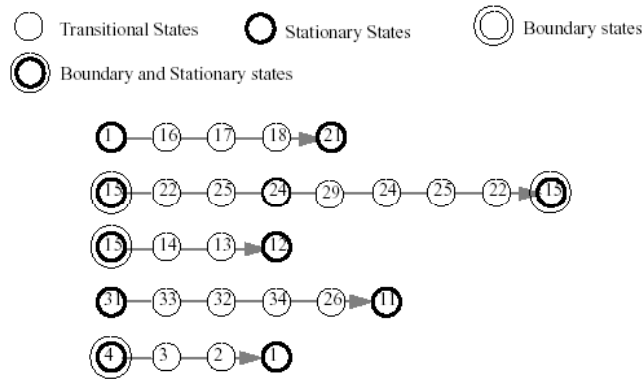 Transitional States Stationary States Boundary states
Boundary and Stationary states
1 16 17 18 21
15 22 25 24 29 24 25 22 15
15 14 13 12
31 33 32 34 26 11
4 3 2 1